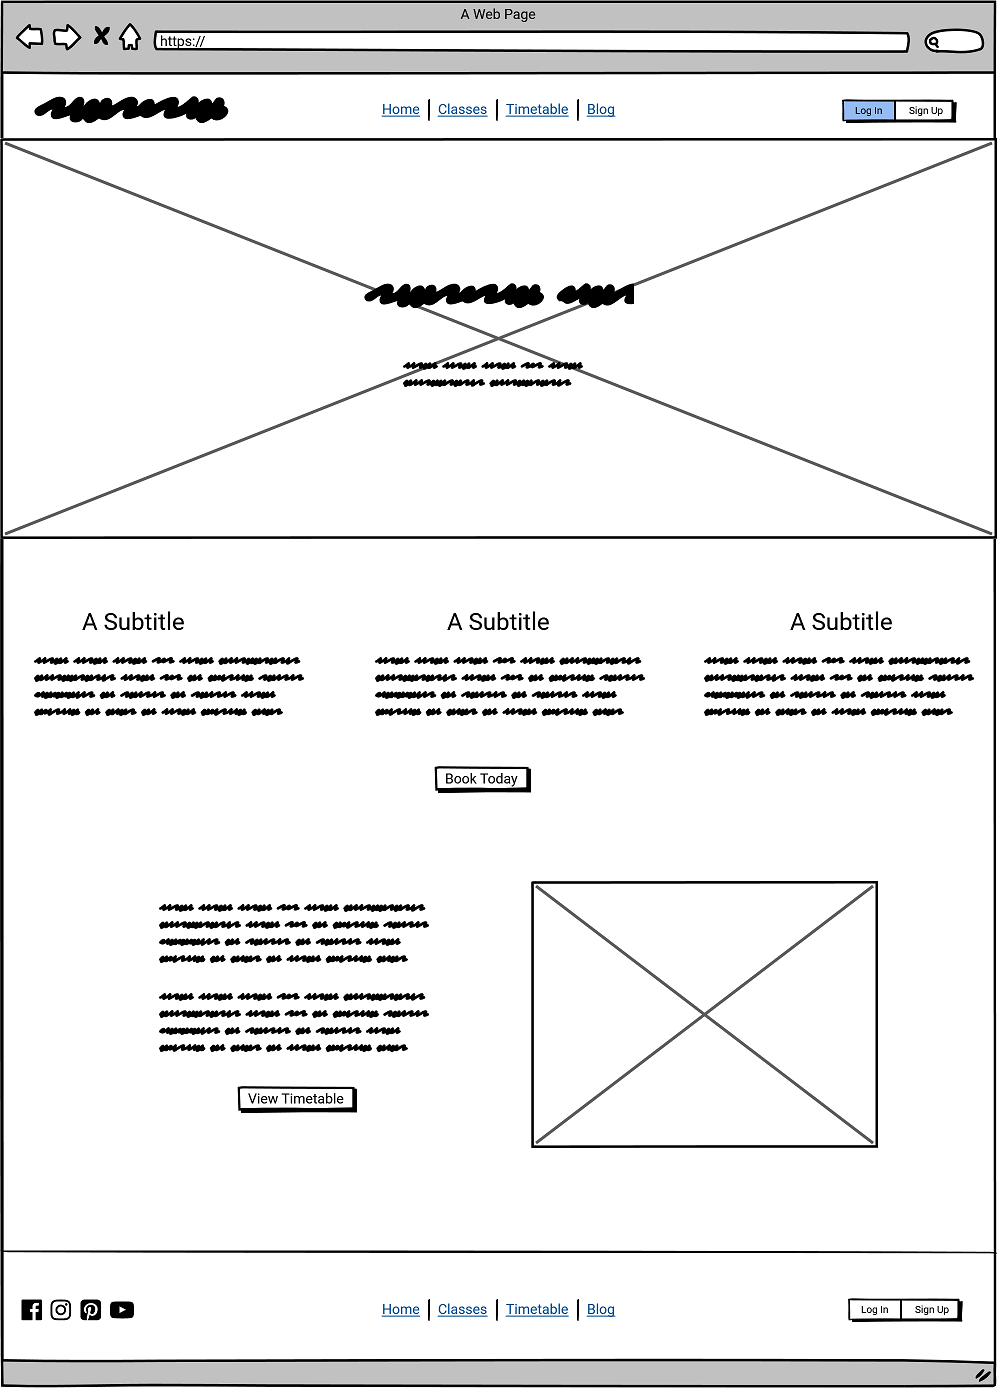 A Web Page
https://
Home Classes Timetable Blog
Log In Sign Up
A Subtitle A Subtitle A Subtitle
Book Today
View Timetable
Home Classes Timetable Blog
Log In Sign Up